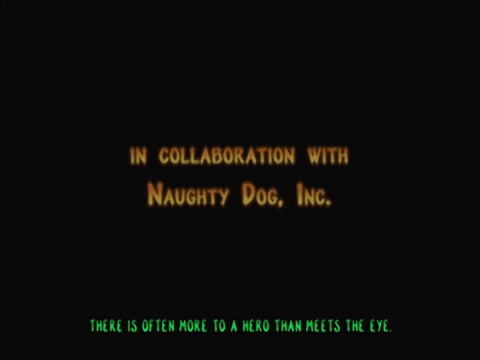 IN COLLABORATION WITH
NAUGHTY DOG, INC.
THERE IS OFTEN MORE TO A HERO THAN MEETS THE EYE.